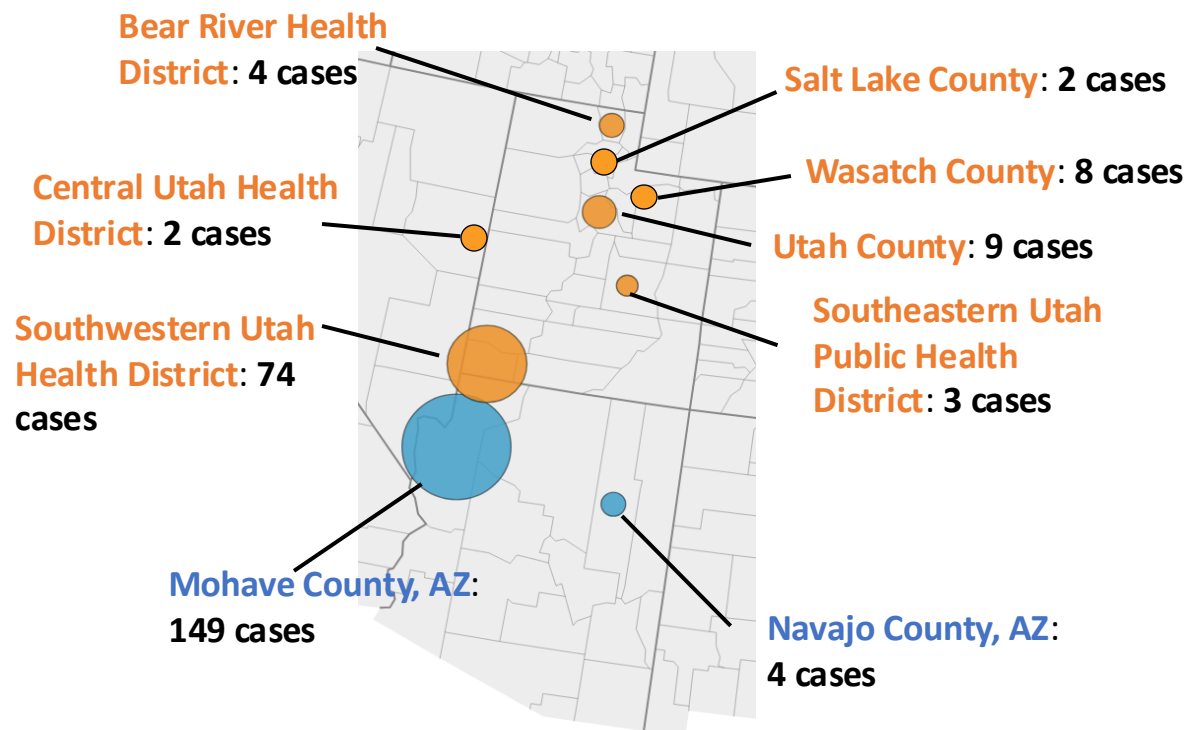 Bear River Health
District: 4 cases
Salt Lake County: 2 cases
Central Utah Health
District: 2 cases
Wasatch County: 8 cases
Utah County: 9 cases
Southwestern Utah
Health District: 74
cases
Southeastern Utah
Public Health
District: 3 cases
Mohave County, AZ:
149 cases
Navajo County, AZ:
4 cases